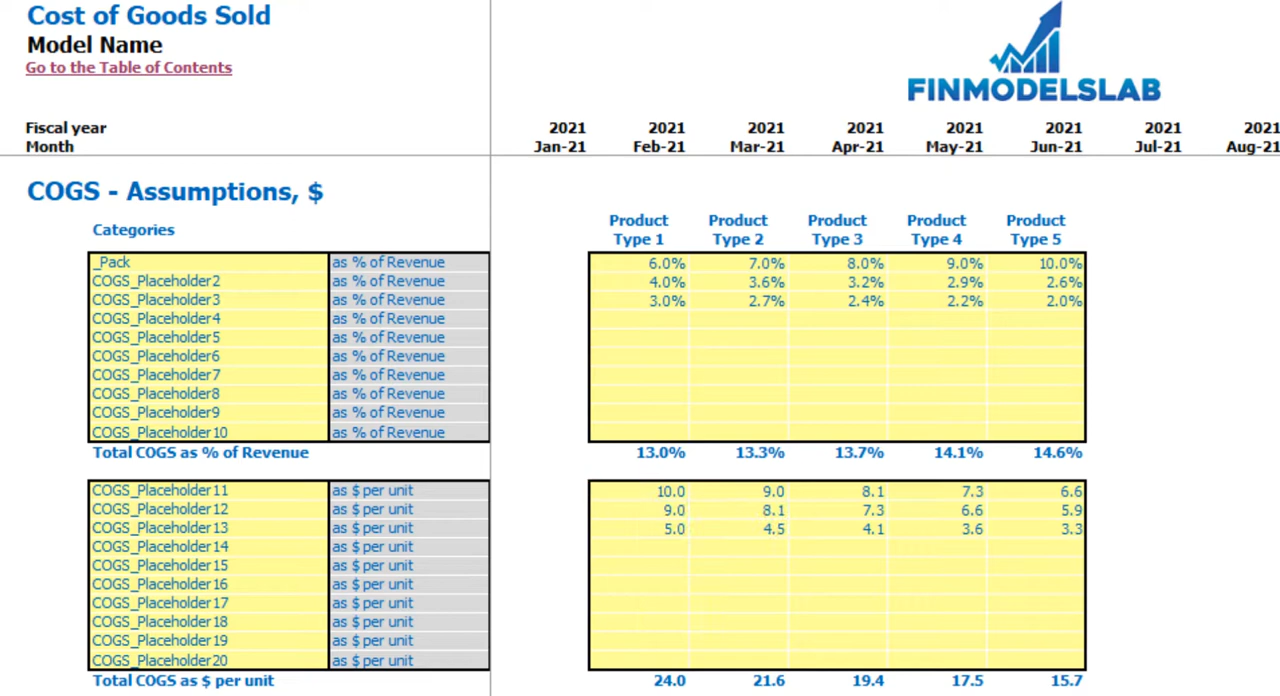 Cost of Goods Sold
Model Name
Go to the Table of Contents
FINMODELSLAB
Fiscal year 2021 2021 2021 2021 2021 2021 2021 2021
Month Jan-21 Feb-21 Mar-21 Apr-21 May-21 Jun-21 Jul-21 Aug-21
COGS - Assumptions, $
Categories
Product Type 1 Product Type 2 Product Type 3 Product Type 4 Product Type 5
_Pack as % of Revenue 6.0% 7.0% 8.0% 9.0% 10.0%
COGS_Placeholder2 as % of Revenue 4.0% 3.6% 3.2% 2.9% 2.6%
COGS_Placeholder3 as % of Revenue 3.0% 2.7% 2.4% 2.2% 2.0%
COGS_Placeholder4 as % of Revenue
COGS_Placeholder5 as % of Revenue
COGS_Placeholder6 as % of Revenue
COGS_Placeholder7 as % of Revenue
COGS_Placeholder8 as % of Revenue
COGS_Placeholder9 as % of Revenue
COGS_Placeholder10 as % of Revenue
Total COGS as % of Revenue 13.0% 13.3% 13.7% 14.1% 14.6%
COGS_Placeholder11 as $ per unit 10.0 9.0 8.1 7.3 6.6
COGS_Placeholder12 as $ per unit 9.0 8.1 7.3 6.6 5.9
COGS_Placeholder13 as $ per unit 5.0 4.5 4.1 3.6 3.3
COGS_Placeholder14 as $ per unit
COGS_Placeholder15 as $ per unit
COGS_Placeholder16 as $ per unit
COGS_Placeholder17 as $ per unit
COGS_Placeholder18 as $ per unit
COGS_Placeholder19 as $ per unit
COGS_Placeholder20 as $ per unit
Total COGS as $ per unit 24.0 21.6 19.4 17.5 15.7